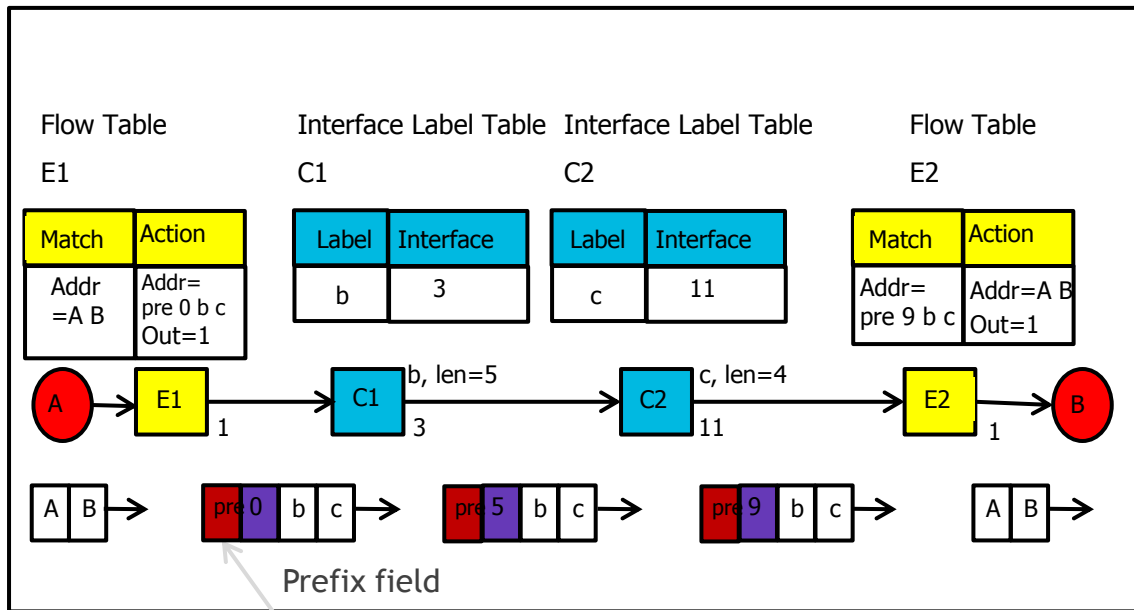 Flow Table
E1
Interface Label Table
C1
Interface Label Table
C2
Flow Table
E2
Match Action
Addr
=A B
Addr=
pre 0 b c
Out=1
Label Interface
b 3
Label Interface
c 11
Match Action
Addr=
pre 9 b c
Addr=A B
Out=1
A E1 1 C1 b, len=5 3 C2 c, len=4 11 E2 1 B
A B pre 0 b c pre 5 b c pre 9 b c A B
Prefix field